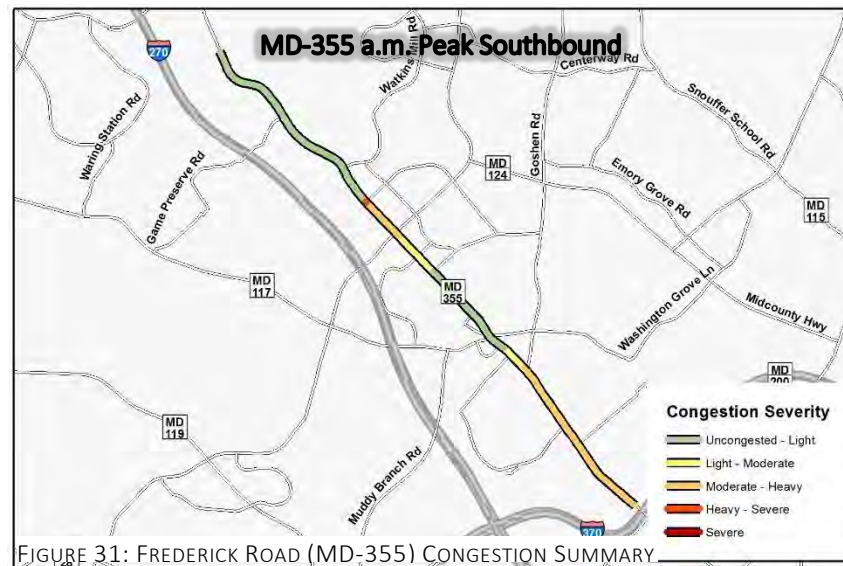 MD-355 a.m. Peak Southbound
270
Watkins Mill Rd
Centerway Rd
Snouffer School Rd
Waring Station Rd
Goshen Rd
MD
124
Emory Grove Rd
MD
115
Game Preserve Rd
MD
117
MD
355
Washington Grove Ln
Midcounty Hwy
MD
200
MD
119
Muddy Branch Rd
370
Congestion Severity
Uncongested - Light
Light - Moderate
Moderate - Heavy
Heavy - Severe
Severe
FIGURE 31: FREDERICK ROAD (MD-355) CONGESTION SUMMARY